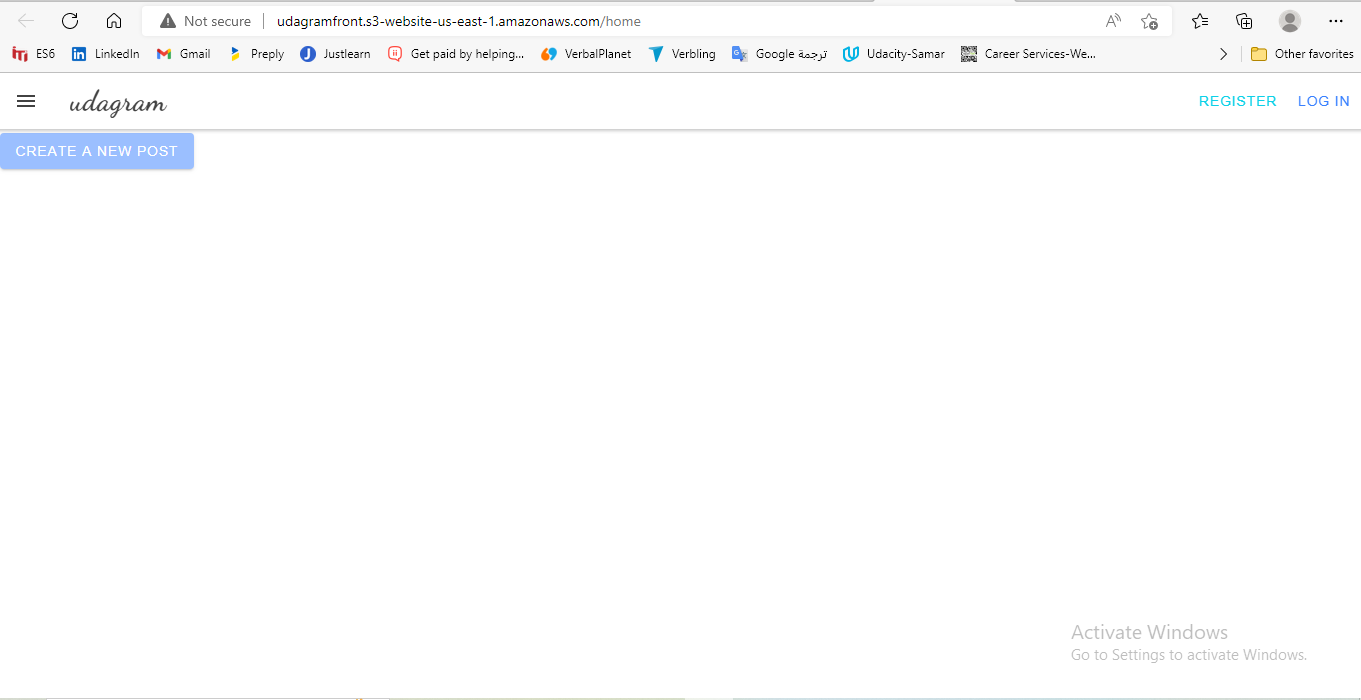 Not secure udagramfront.s3-website-us-east-1.amazonaws.com/home
ES6 LinkedIn Gmail Preply Justlearn Get paid by helping... VerbalPlanet Verbling ترجمة Google Udacity-Samar Career Services-We... Other favorites
udagram REGISTER LOG IN
CREATE A NEW POST
Activate Windows
Go to Settings to activate Windows.